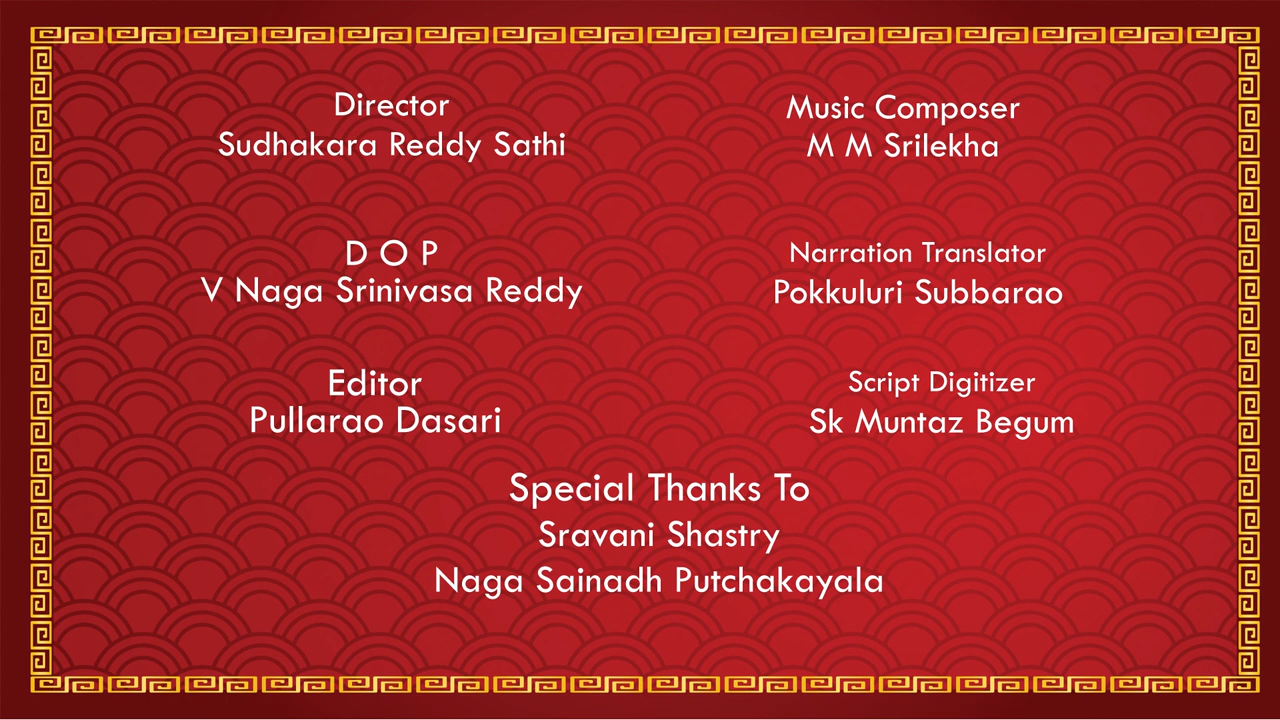 Director
Sudhakara Reddy Sathi
Music Composer
M M Srilekha
D O P
V Naga Srinivasa Reddy
Narration Translator
Pokkuluri Subbarao
Editor
Pullarao Dasari
Script Digitizer
Sk Muntaz Begum
Special Thanks To
Sravani Shastry
Naga Sainadh Putchakayala